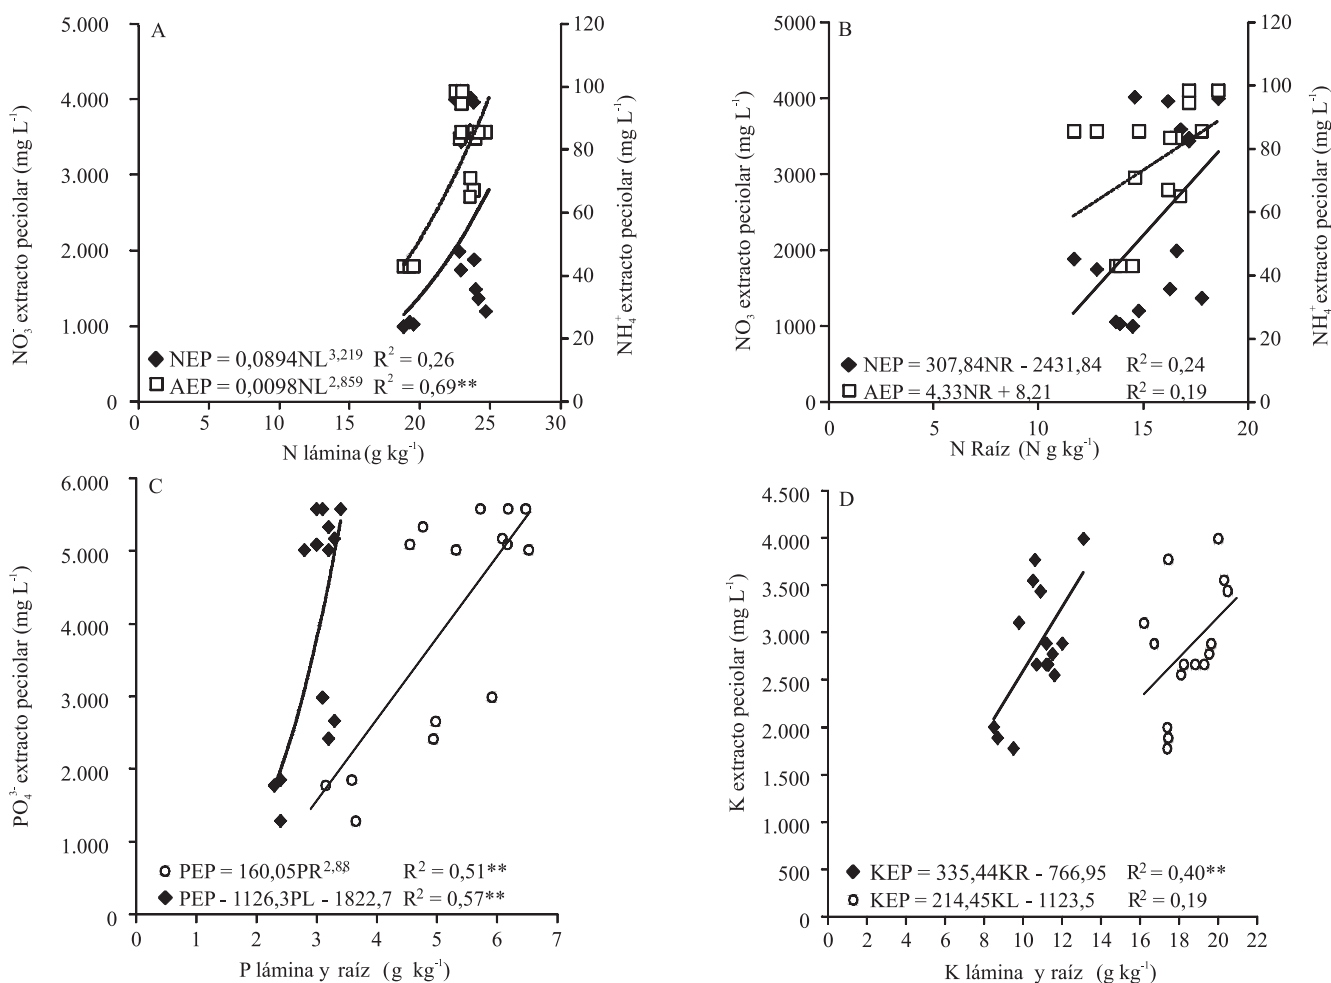 A
5.000
4.000
3.000
2.000
1.000
0
NO₃⁻ extracto peciolar (mg L⁻¹)
120
100
80
60
40
20
0
NH₄⁺ extracto peciolar (mg L⁻¹)
NEP = 0,0894NL^3,219 R² = 0,26
AEP = 0,0098NL^2,859 R² = 0,69**
0 5 10 15 20 25 30
N lámina (g kg⁻¹)
B
5000
4000
3000
2000
1000
0
NO₃ extracto peciolar (mg L⁻¹)
120
100
80
60
40
20
0
NH₄⁺ extracto peciolar (mg L⁻¹)
NEP = 307,84NR - 2431,84 R² = 0,24
AEP = 4,33NR + 8,21 R² = 0,19
0 5 10 15 20
N Raíz (N g kg⁻¹)
C
6.000
5.000
4.000
3.000
2.000
1.000
0
PO₄³⁻ extracto peciolar (mg L⁻¹)
PEP = 160,05PR^2,88 R² = 0,51**
PEP - 1126,3PL - 1822,7 R² = 0,57**
0 1 2 3 4 5 6 7
P lámina y raíz (g kg⁻¹)
D
4.500
4.000
3.500
3.000
2.500
2.000
1.500
1.000
500
0
K extracto peciolar (mg L⁻¹)
KEP = 335,44KR - 766,95 R² = 0,40**
KEP = 214,45KL - 1123,5 R² = 0,19
0 2 4 6 8 10 12 14 16 18 20 22
K lámina y raíz (g kg⁻¹)